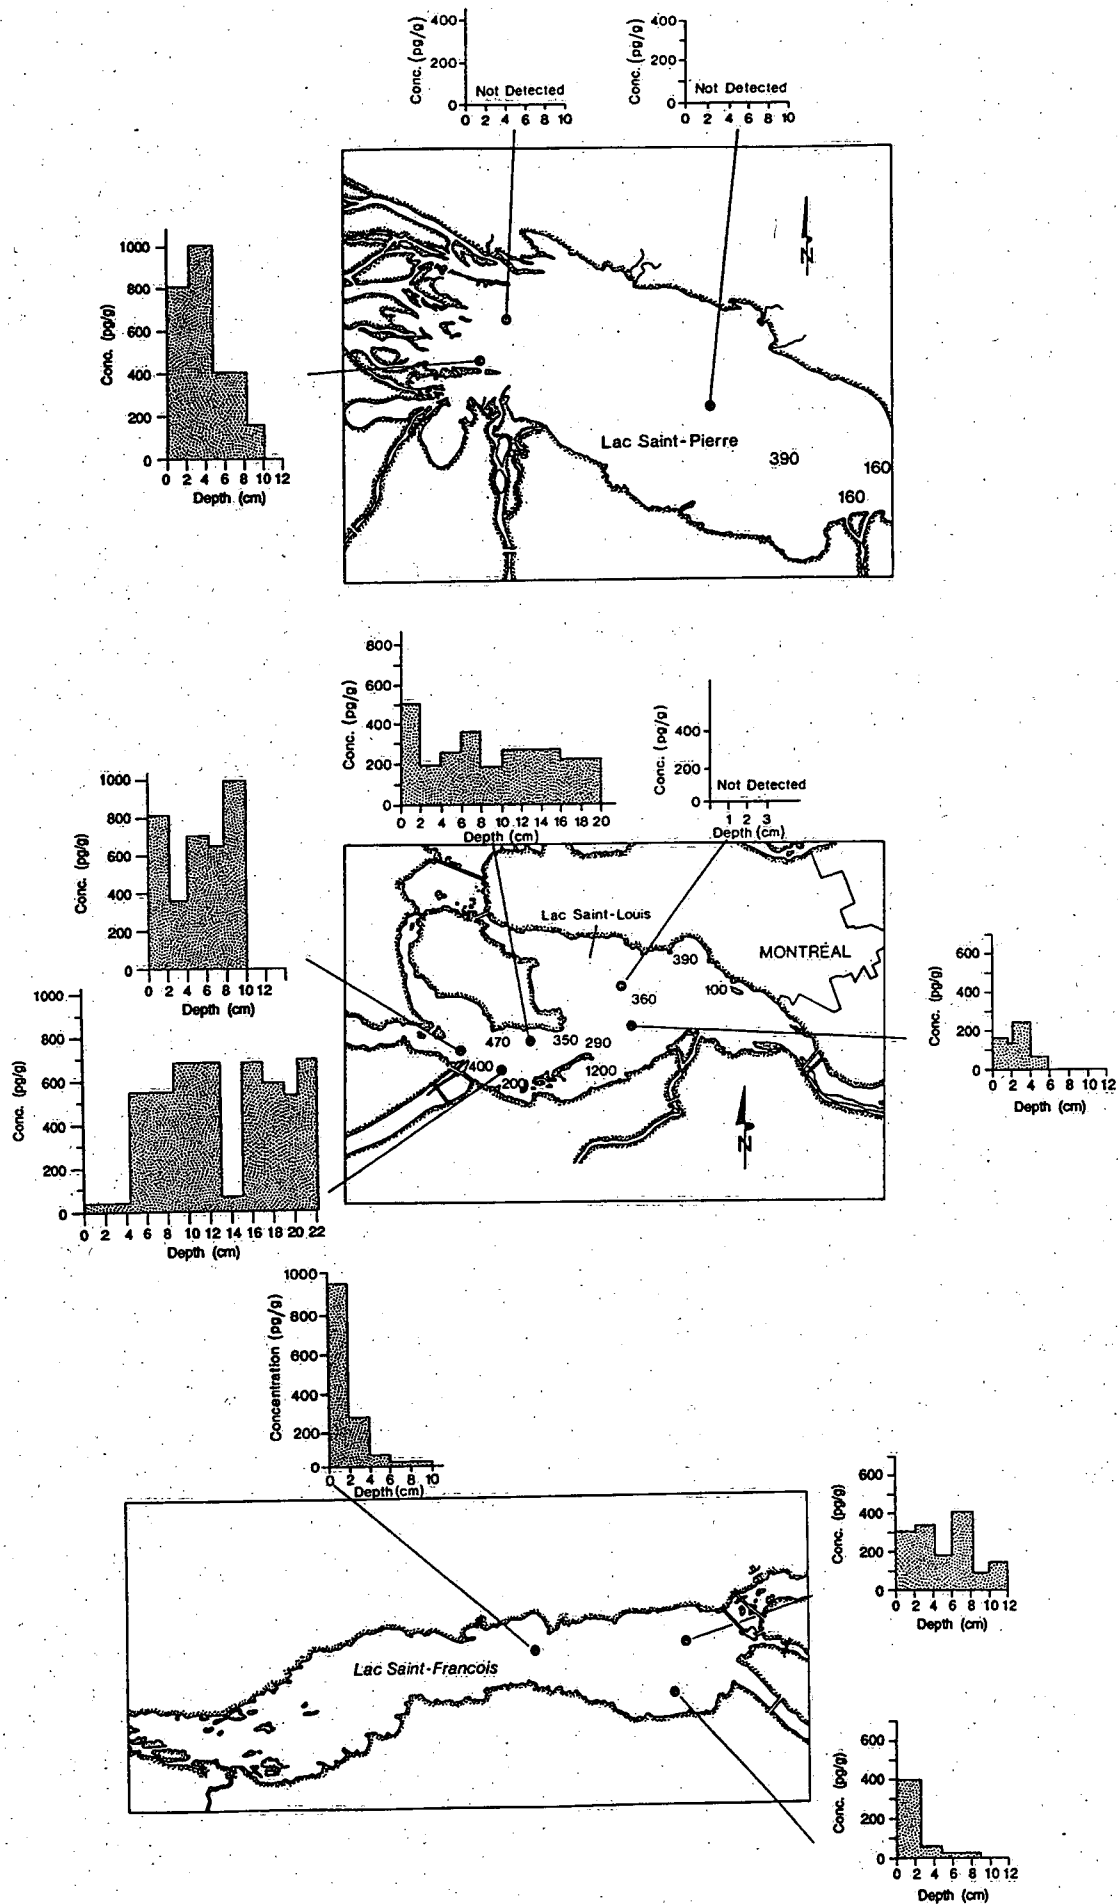 Conc. (pg/g)
400
200
0
Not Detected
0 2 4 6 8 10
Conc. (pg/g)
400
200
0
Not Detected
0 2 4 6 8 10
N
Conc. (pg/g)
1000
800
600
400
200
0
0 2 4 6 8 10 12
Depth (cm)
Lac Saint-Pierre
390
160
160
Conc. (pg/g)
800
600
400
200
0
0 2 4 6 8 10 12 14 16 18 20
Depth (cm)
Conc. (pg/g)
400
200
0
Not Detected
1 2 3
Depth (cm)
Conc. (pg/g)
1000
800
600
400
200
0
0 2 4 6 8 10 12
Depth (cm)
Lac Saint-Louis
MONTRÉAL
390
360
100
470
350
290
400
200
1200
N
Conc. (pg/g)
600
400
200
0
0 2 4 6 8 10 12
Depth (cm)
Conc. (pg/g)
1000
800
600
400
200
0
0 2 4 6 8 10 12 14 16 18 20 22
Depth (cm)
Concentration (pg/g)
1000
800
600
400
200
0
0 2 4 6 8 10
Depth (cm)
Conc. (pg/g)
600
400
200
0
0 2 4 6 8 10 12
Depth (cm)
Lac Saint-Francois
Conc. (pg/g)
600
400
200
0
0 2 4 6 8 10 12
Depth (cm)